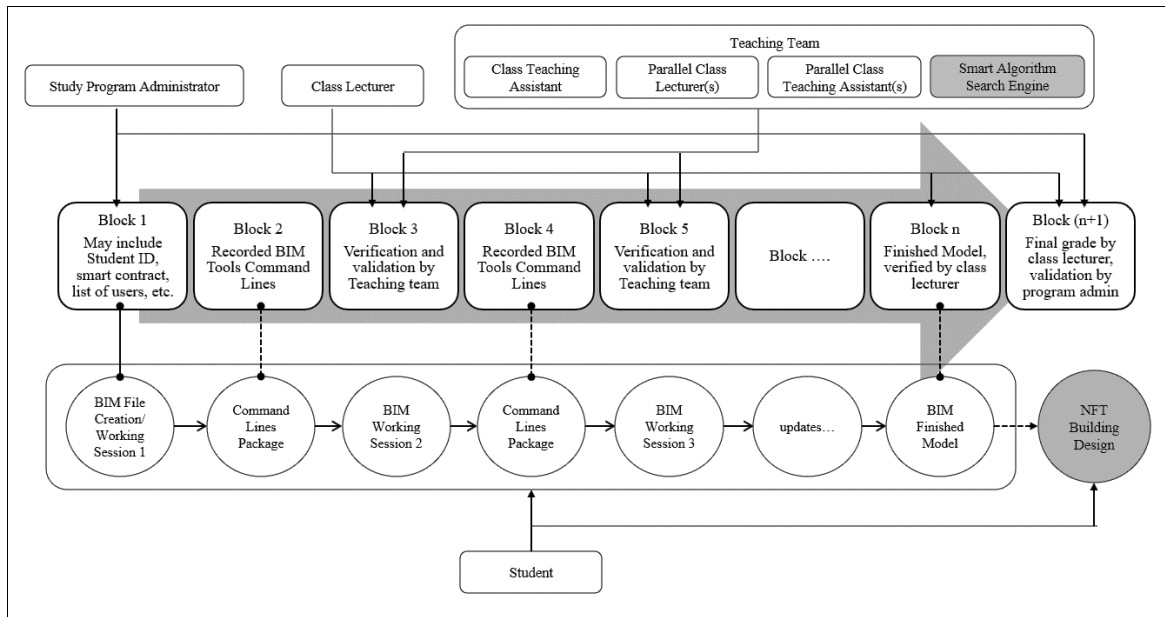 Teaching Team
Class Teaching
Assistant
Parallel Class
Lecturer(s)
Parallel Class
Teaching Assistant(s)
Smart Algorithm
Search Engine
Study Program Administrator
Class Lecturer
Block 1
May include
Student ID,
smart contract,
list of users, etc.
Block 2
Recorded BIM
Tools Command
Lines
Block 3
Verification and
validation by
Teaching team
Block 4
Recorded BIM
Tools Command
Lines
Block 5
Verification and
validation by
Teaching team
Block ….
Block n
Finished Model,
verified by class
lecturer
Block (n+1)
Final grade by
class lecturer,
validation by
program admin
BIM File
Creation/
Working
Session 1
Command
Lines
Package
BIM
Working
Session 2
Command
Lines
Package
BIM
Working
Session 3
updates…
BIM
Finished
Model
NFT
Building
Design
Student